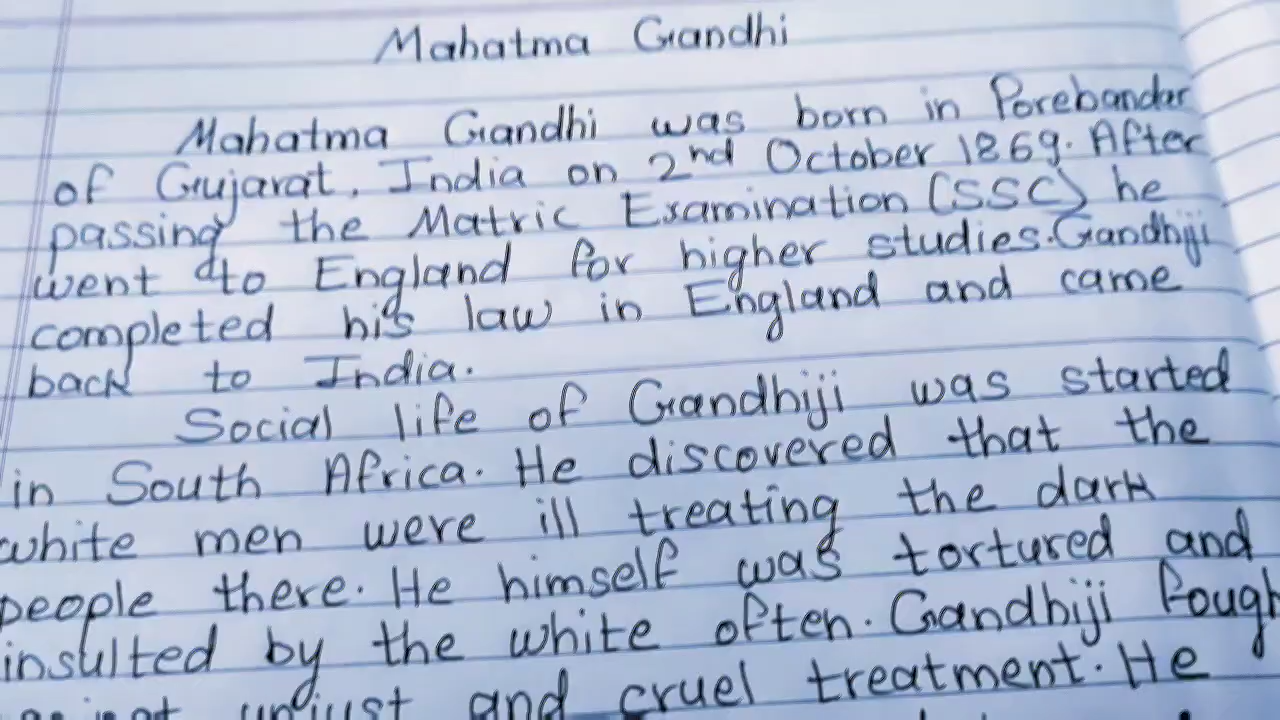 Mahatma Gandhi
Mahatma Gandhi was born in Porebandar
of Gujarat, India on 2nd October 1869. After
passing the Matric Examination (SSC) he
went to England for higher studies. Gandhiji
completed his law in England and came
back to India.
Social life of Gandhiji was started
in South Africa. He discovered that the
white men were ill treating the dark
people there. He himself was tortured and
insulted by the white often. Gandhiji fough
unjust and cruel treatment. He